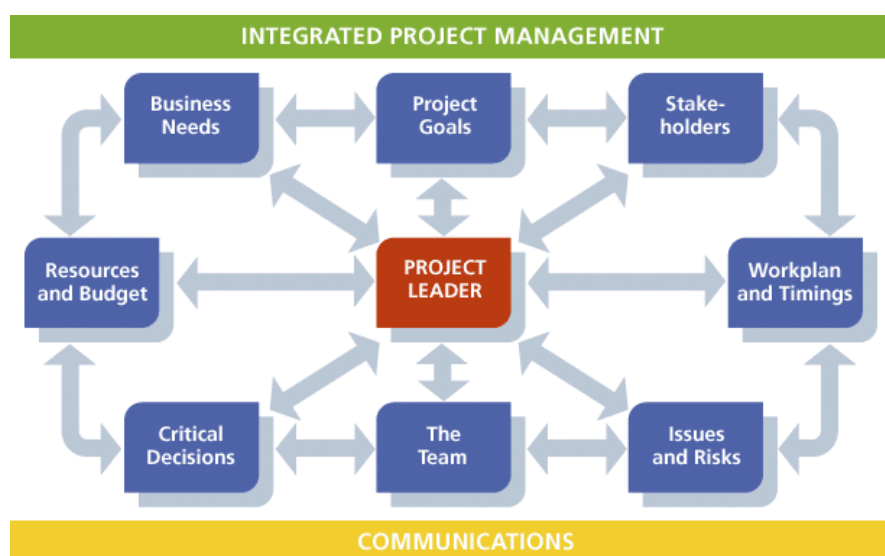 INTEGRATED PROJECT MANAGEMENT
Business
Needs
Project
Goals
Stake-
holders
Resources
and Budget
PROJECT
LEADER
Workplan
and Timings
Critical
Decisions
The
Team
Issues
and Risks
COMMUNICATIONS